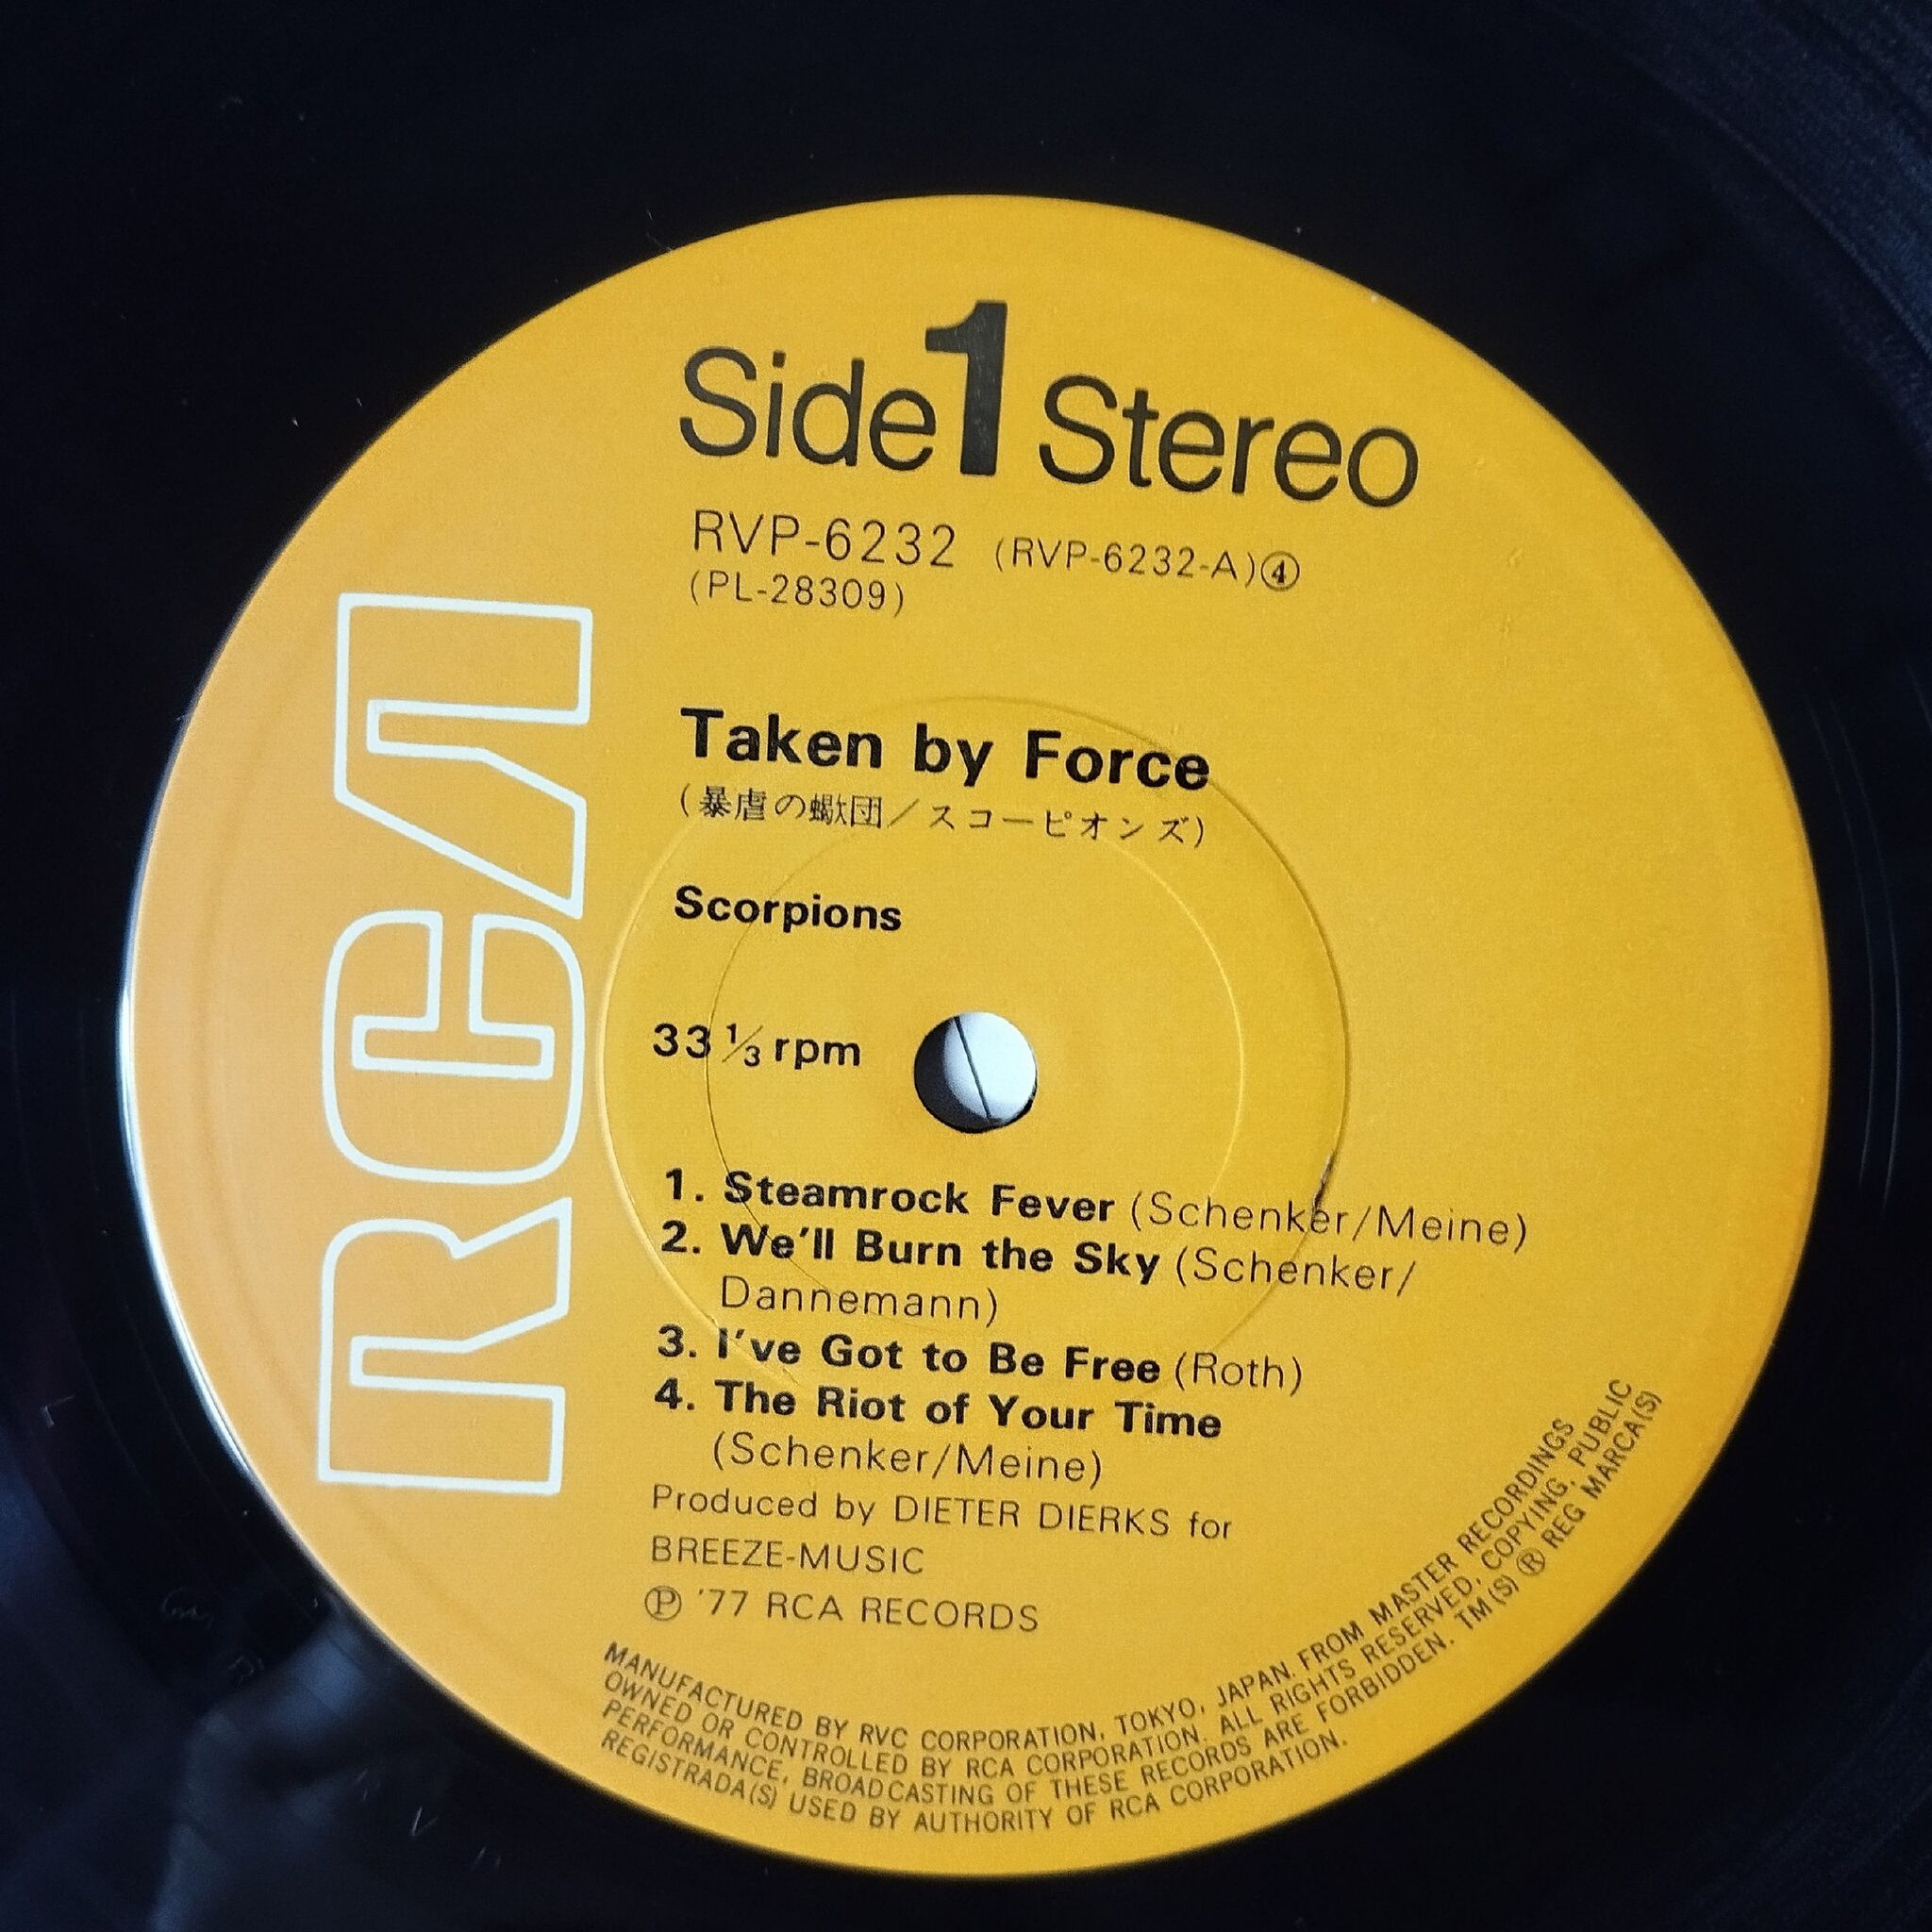 RCA
Side 1 Stereo
RVP-6232 (RVP-6232-A)④
(PL-28309)
Taken by Force
(暴虐の蠍団／スコーピオンズ)
Scorpions
33 1/3 rpm
1. Steamrock Fever (Schenker/Meine)
2. We'll Burn the Sky (Schenker/
Dannemann)
3. I've Got to Be Free (Roth)
4. The Riot of Your Time
(Schenker/Meine)
Produced by DIETER DIERKS for
BREEZE-MUSIC
Ⓟ '77 RCA RECORDS
MANUFACTURED BY RVC CORPORATION, TOKYO, JAPAN. FROM MASTER RECORDINGS
OWNED OR CONTROLLED BY RCA CORPORATION. ALL RIGHTS RESERVED, COPYING, PUBLIC
PERFORMANCE, BROADCASTING OF THESE RECORDS ARE FORBIDDEN. TM(S) ® REG MARCA(S)
REGISTRADA(S) USED BY AUTHORITY OF RCA CORPORATION.